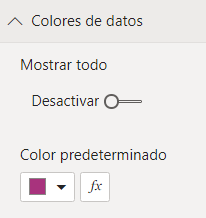 Colores de datos
Mostrar todo
Desactivar
Color predeterminado
fx